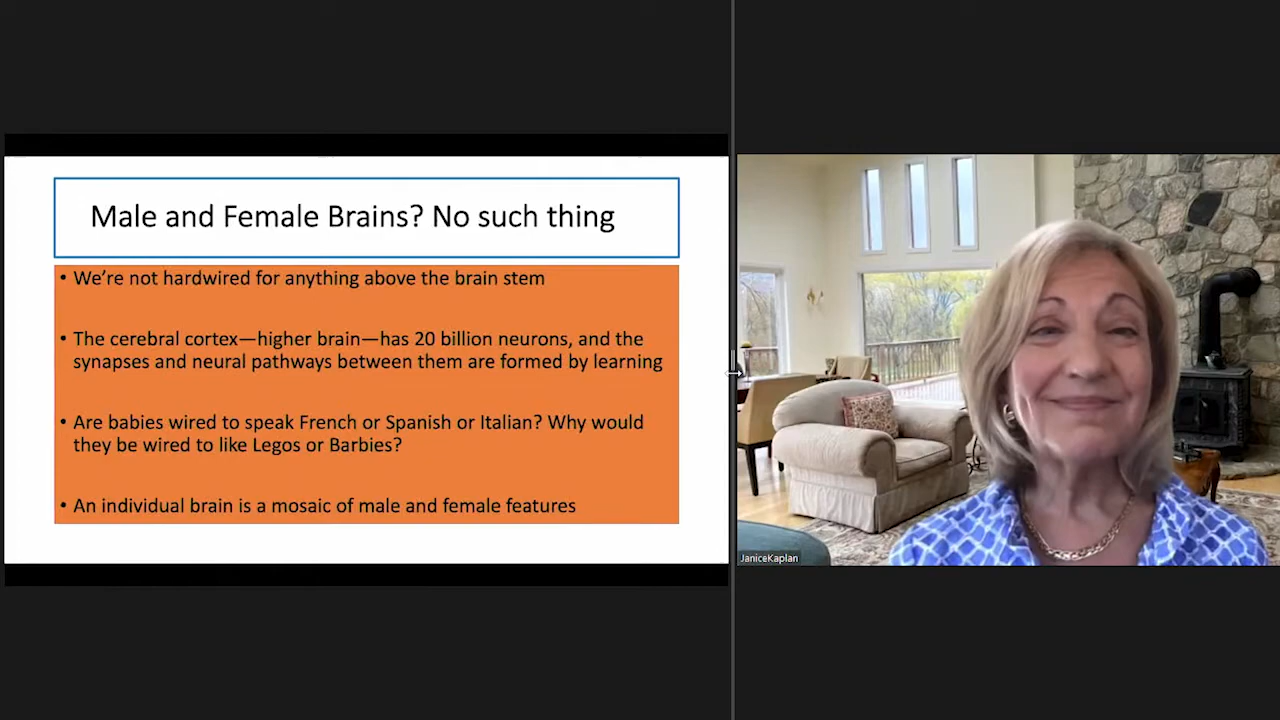 Male and Female Brains? No such thing
• We’re not hardwired for anything above the brain stem
• The cerebral cortex—higher brain—has 20 billion neurons, and the
synapses and neural pathways between them are formed by learning
• Are babies wired to speak French or Spanish or Italian? Why would
they be wired to like Legos or Barbies?
• An individual brain is a mosaic of male and female features
JaniceKaplan